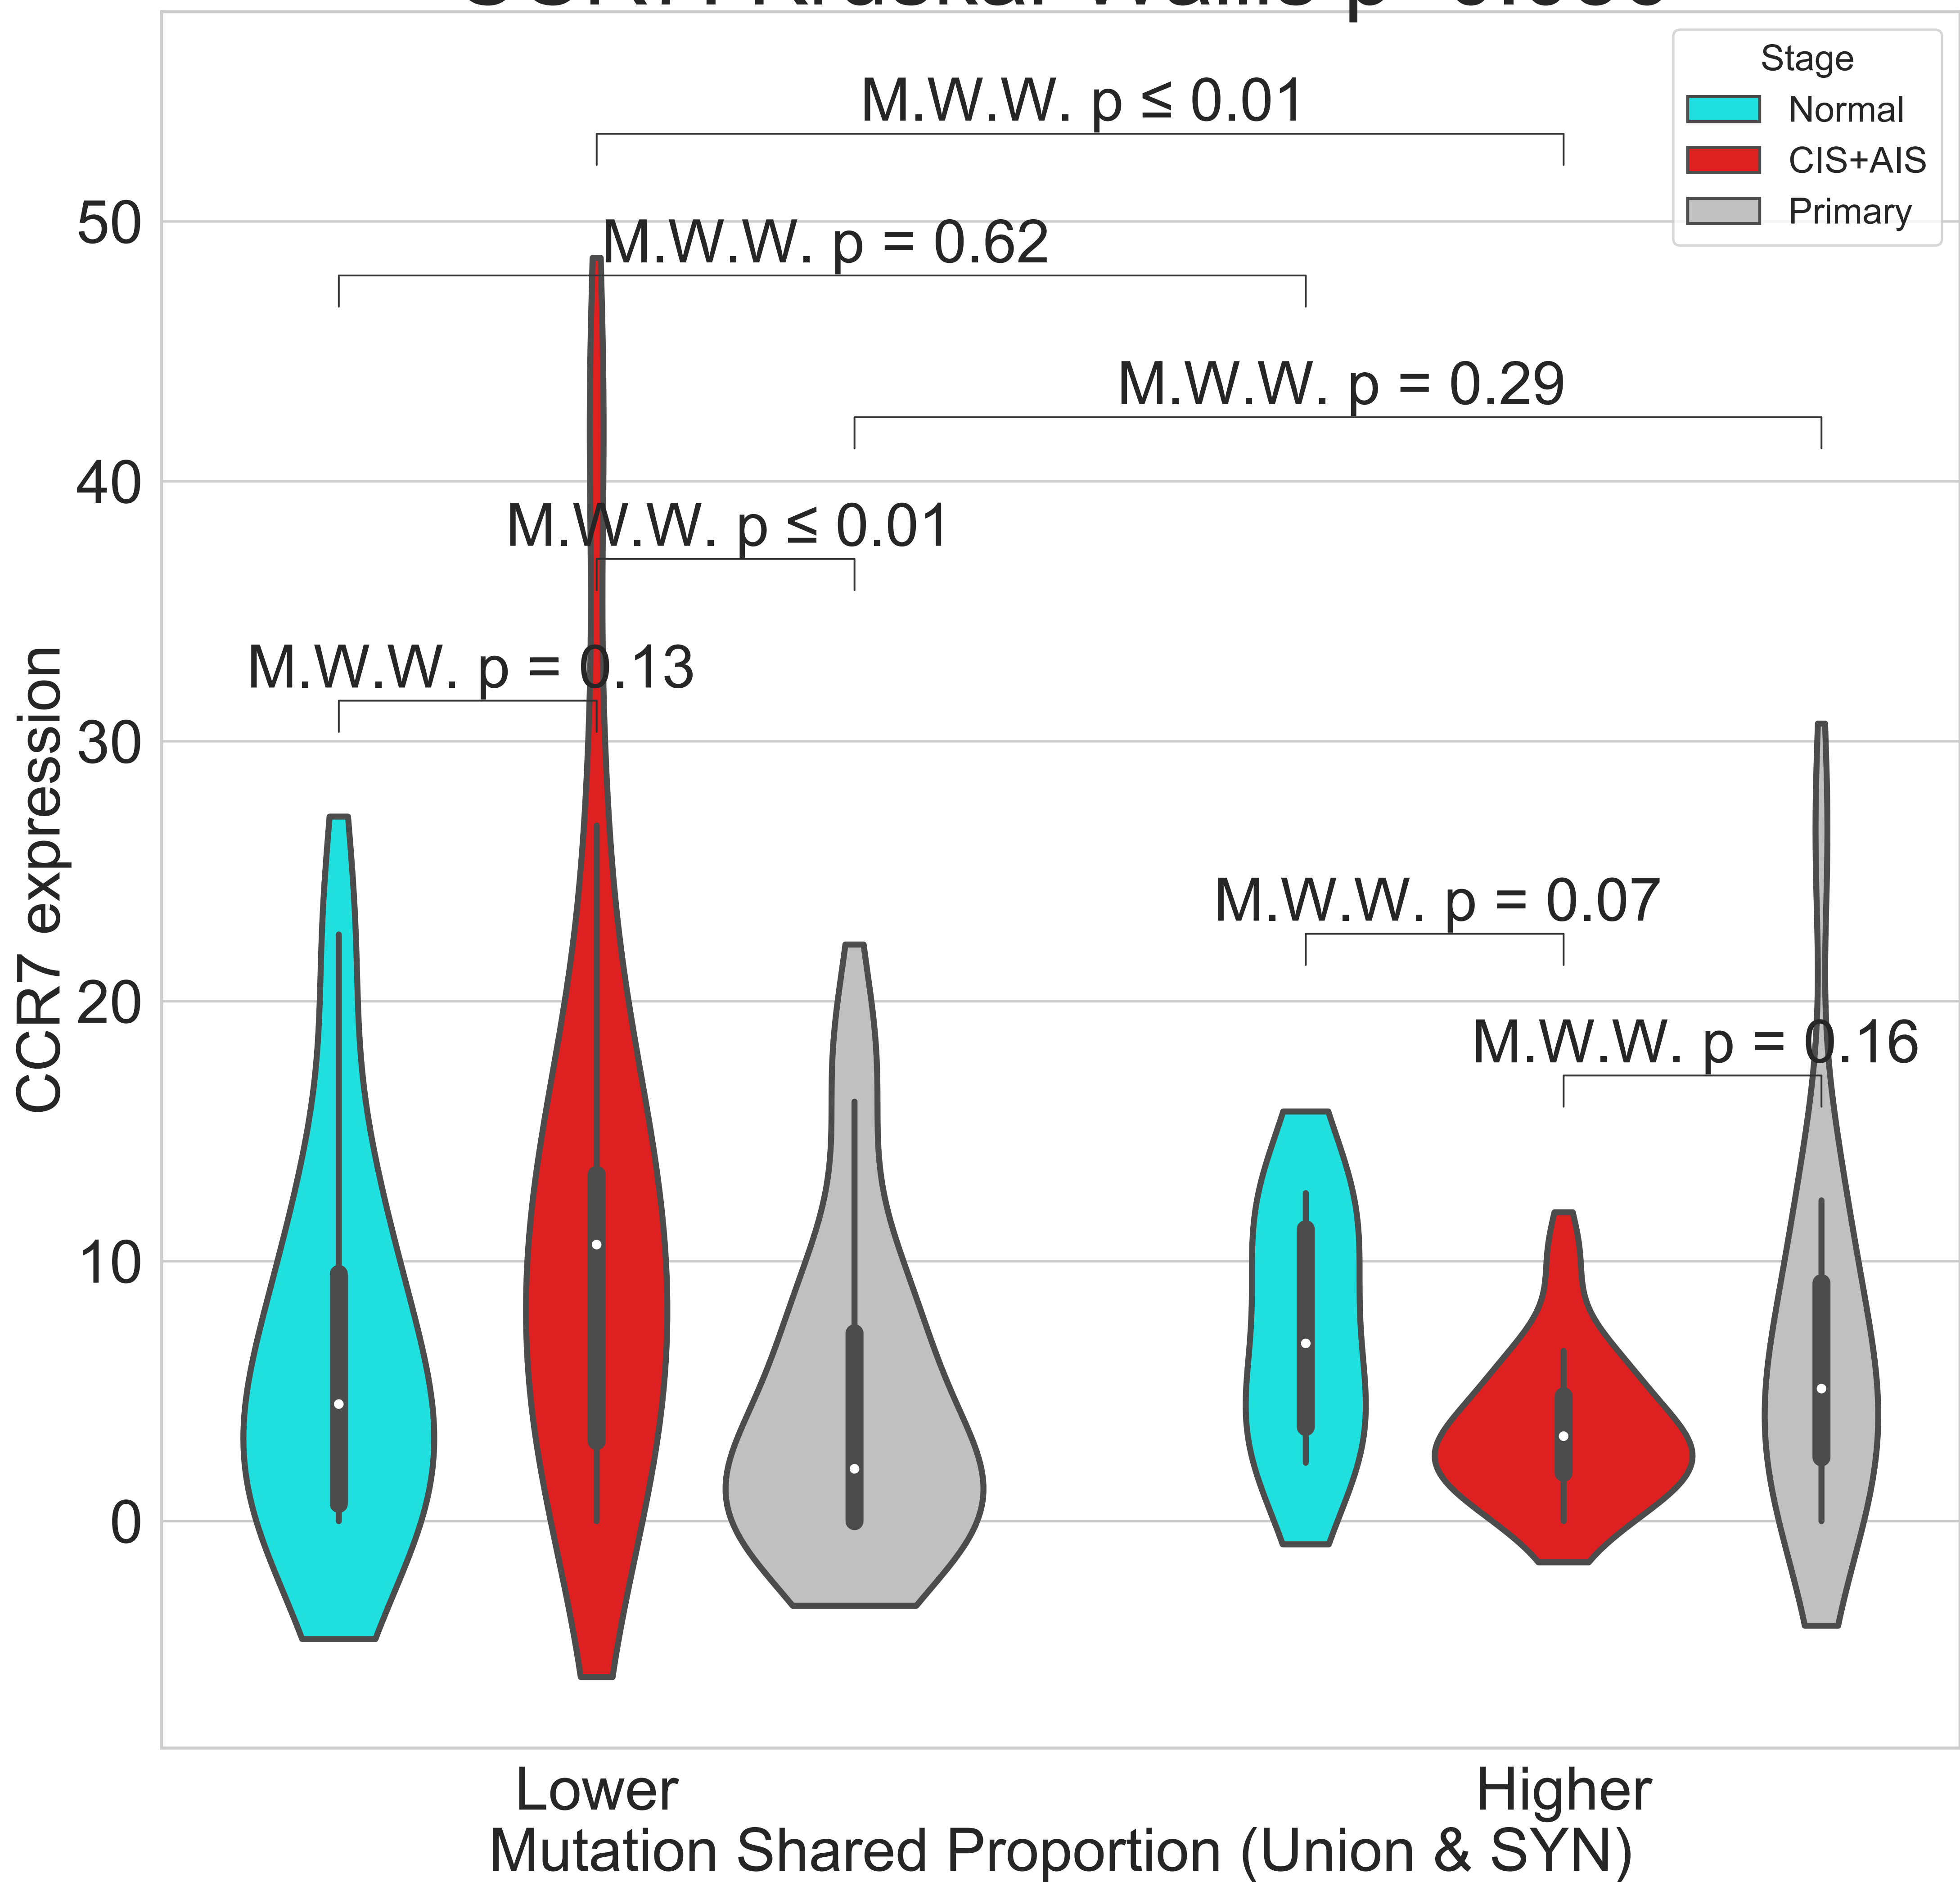 Stage
Normal
CIS+AIS
Primary
M.W.W. p ≤ 0.01
M.W.W. p = 0.62
M.W.W. p = 0.29
M.W.W. p ≤ 0.01
M.W.W. p = 0.13
M.W.W. p = 0.07
M.W.W. p = 0.16
50
40
30
20
10
0
CCR7 expression
Lower
Higher
Mutation Shared Proportion (Union & SYN)